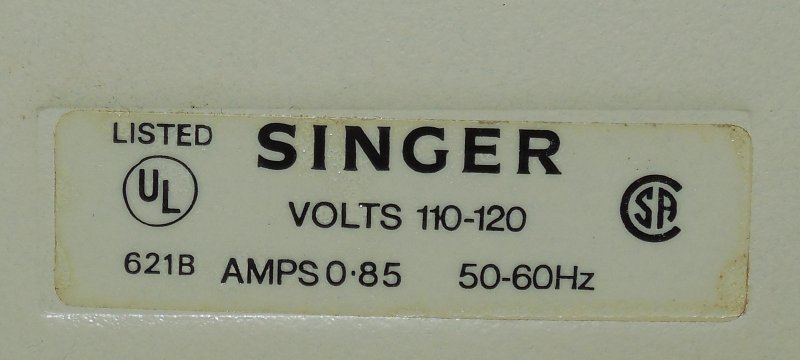 LISTED
SINGER
UL
VOLTS 110-120
SA
621B AMPS 0·85 50-60Hz